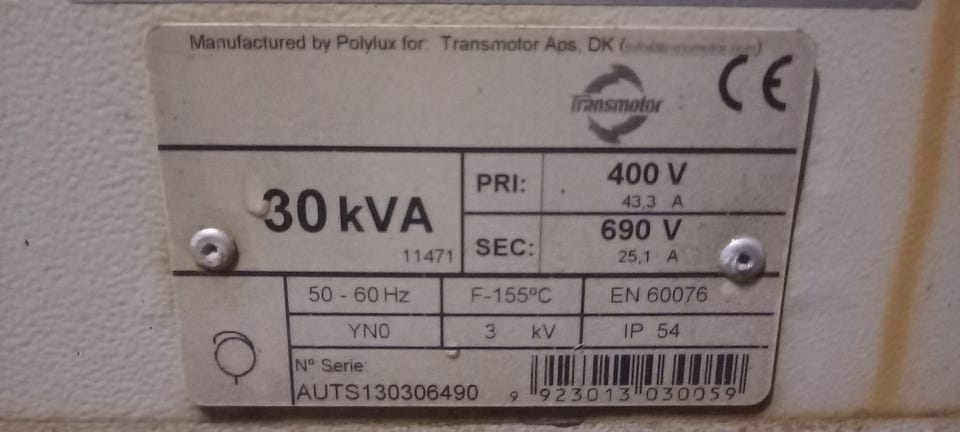 Manufactured by Polylux for: Transmotor Aps, DK
Transmotor
CE
30 kVA
11471
PRI: 400 V
43,3 A
SEC: 690 V
25,1 A
50 - 60 Hz F-155ºC EN 60076
YN0 3 kV IP 54
Nº Serie:
AUTS130306490
9 923013 030059